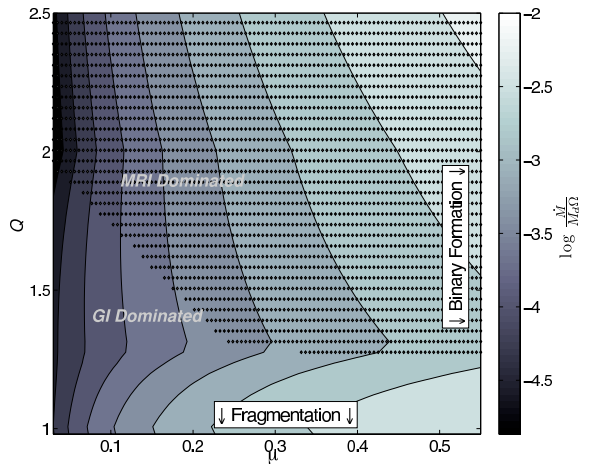 2.5
2
1.5
1
Q
MRI Dominated
GI Dominated
↓ Binary Formation ↓
↓ Fragmentation ↓
0.1 0.2 0.3 0.4 0.5
μ
−2
−2.5
−3
−3.5
−4
−4.5
log Ṁ/M_dΩ